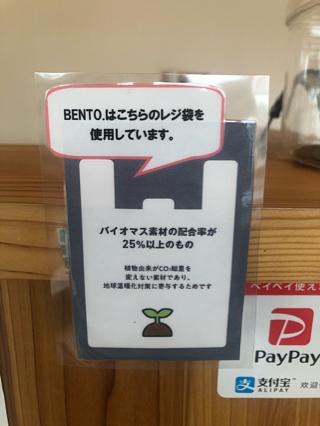 BENTO.はこちらのレジ袋を
使用しています。
バイオマス素材の配合率が
25%以上のもの
植物由来がCO₂総量を
変えない素材であり、
地球温暖化対策に寄与するためです
ペイペイ使え
PayPay
支付宝
ALIPAY
欢迎